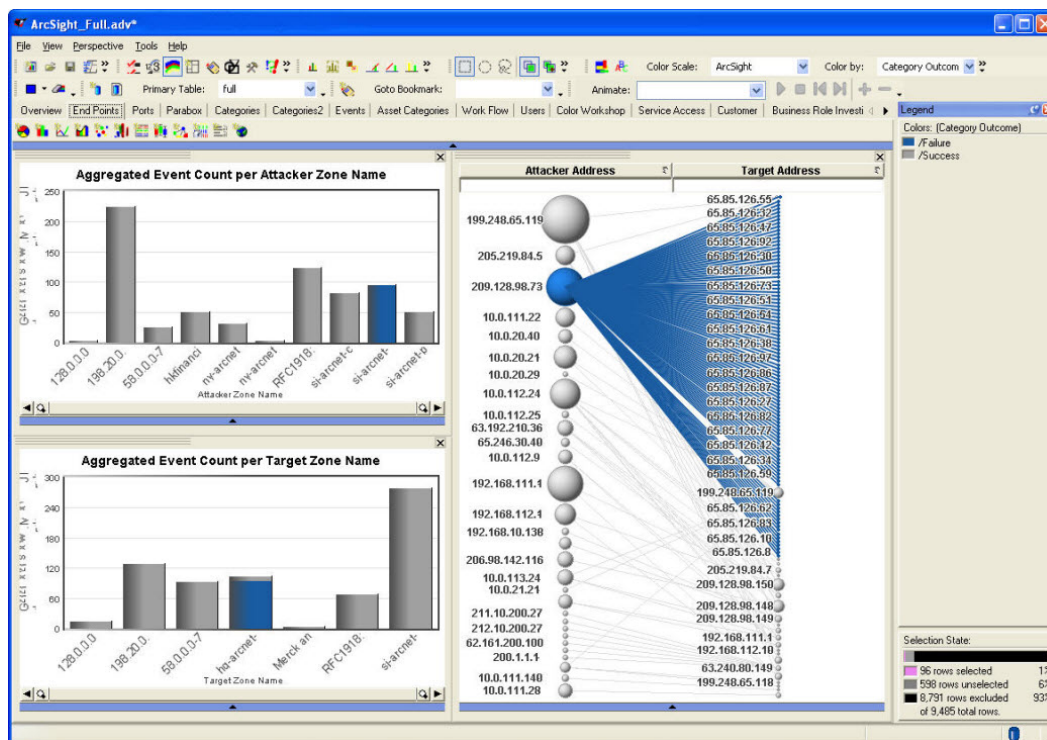 ArcSight_Full.adv*
File View Perspective Tools Help
Color Scale: ArcSight Color by: Category Outcom
Primary Table: full Goto Bookmark: Animate:
Overview End Points Ports Parabox Categories Categories2 Events Asset Categories Work Flow Users Color Workshop Service Access Customer Business Role Investi
Legend
Colors: (Category Outcome)
/Failure
/Success
Aggregated Event Count per Attacker Zone Name
250
200
150
100
50
0
128.0.0.0
198.20.0.
58.0.0.0-7
hkfinanci
nv-arcnet
nv-arcnet
RFC1918.
si-arcnet-c
si-arcnet-
si-arcnet-p
Attacker Zone Name
Aggregated Event Count per Target Zone Name
300
240
180
120
60
0
128.0.0.0
198.20.0.
58.0.0.0-7
hq-arcnet-
Merck an
RFC1918.
si-arcnet-
Target Zone Name
Attacker Address
199.248.65.119
205.219.84.5
209.128.98.73
10.0.111.22
10.0.20.40
10.0.20.21
10.0.20.29
10.0.112.24
10.0.112.25
63.192.210.36
65.246.30.40
10.0.112.9
192.168.111.1
192.168.112.1
192.168.10.138
206.98.142.116
10.0.113.24
10.0.21.21
211.10.200.27
212.10.200.27
62.161.200.100
200.1.1.1
10.0.111.140
10.0.111.28
Target Address
65.85.126.55
65.85.126.32
65.85.126.47
65.85.126.92
65.85.126.30
65.85.126.50
65.85.126.73
65.85.126.51
65.85.126.54
65.85.126.61
65.85.126.38
65.85.126.97
65.85.126.86
65.85.126.87
65.85.126.27
65.85.126.82
65.85.126.77
65.85.126.42
65.85.126.34
65.85.126.59
199.248.65.119
65.85.126.62
65.85.126.83
65.85.126.10
65.85.126.8
205.219.84.7
209.128.98.150
209.128.98.148
209.128.98.149
192.168.111.1
192.168.112.10
63.240.80.149
199.248.65.118
Selection State:
96 rows selected 1%
598 rows unselected 6%
8,791 rows excluded 93%
of 9,485 total rows.